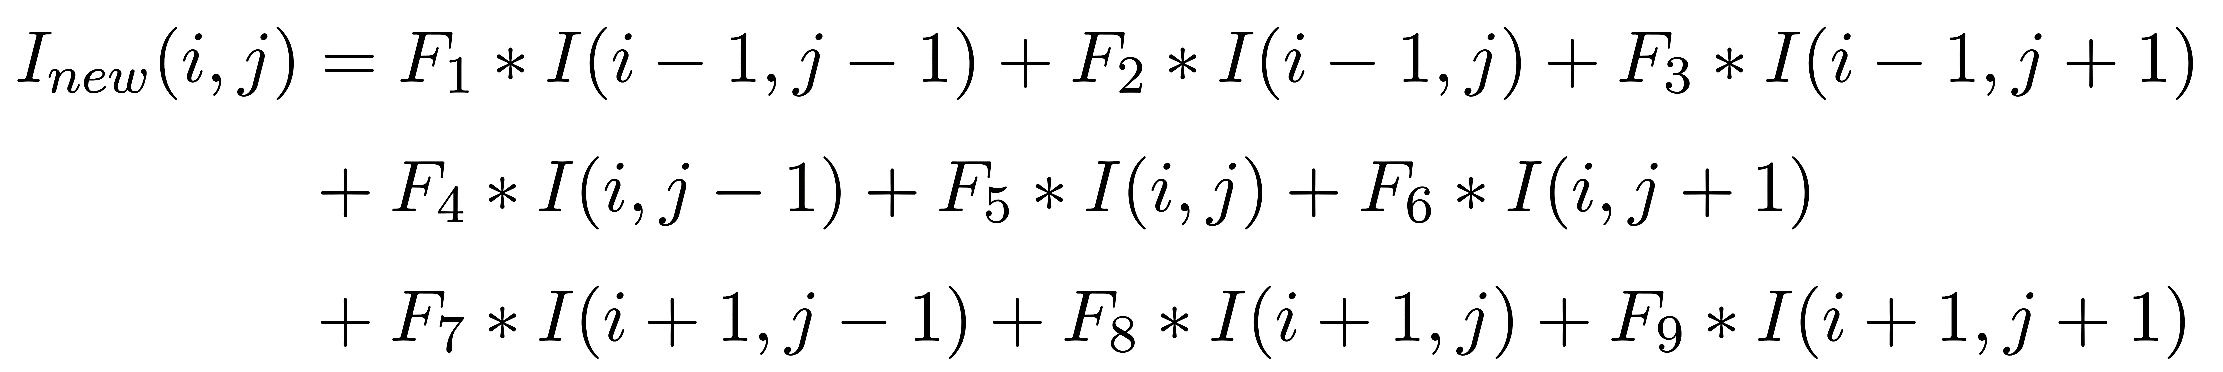 I_{new}(i, j) = F_1 * I(i − 1, j − 1) + F_2 * I(i − 1, j) + F_3 * I(i − 1, j + 1)
+ F_4 * I(i, j − 1) + F_5 * I(i, j) + F_6 * I(i, j + 1)
+ F_7 * I(i + 1, j − 1) + F_8 * I(i + 1, j) + F_9 * I(i + 1, j + 1)